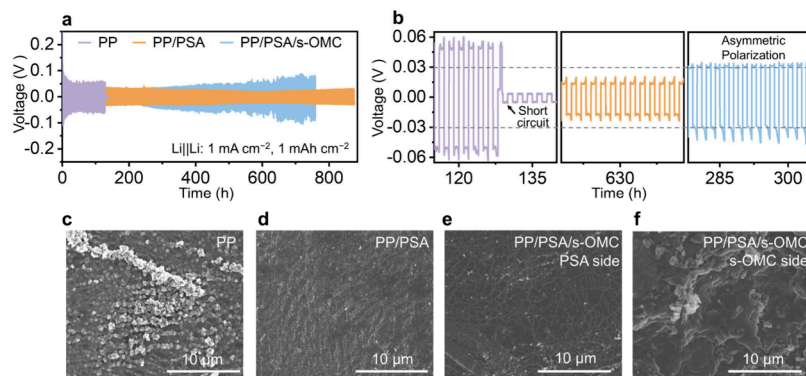 a
PP
PP/PSA
PP/PSA/s-OMC
0.2
0.1
0.0
-0.1
-0.2
Voltage (V )
Li||Li: 1 mA cm⁻², 1 mAh cm⁻²
0
200
400
600
800
Time (h)
b
0.06
0.03
0.00
-0.03
-0.06
Voltage (V)
Short
circuit
Asymmetric
Polarization
120
135
630
285
300
Time (h)
c
PP
10 μm
d
PP/PSA
10 μm
e
PP/PSA/s-OMC
PSA side
10 μm
f
PP/PSA/s-OMC
s-OMC side
10 μm